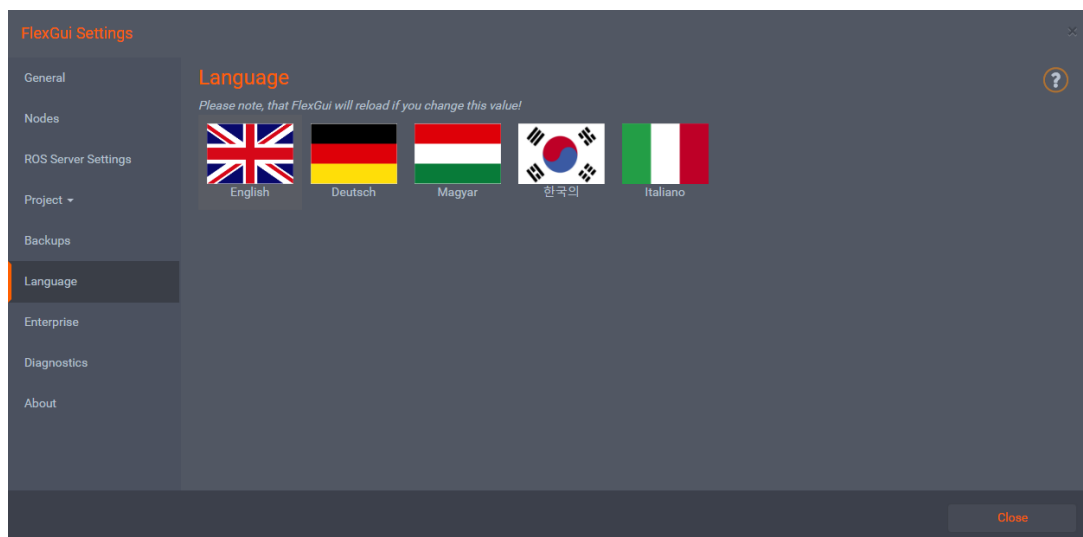 FlexGui Settings
×
General
Nodes
ROS Server Settings
Project
Backups
Language
Enterprise
Diagnostics
About
Language
?
Please note, that FlexGui will reload if you change this value!
English
Deutsch
Magyar
한국의
Italiano
Close